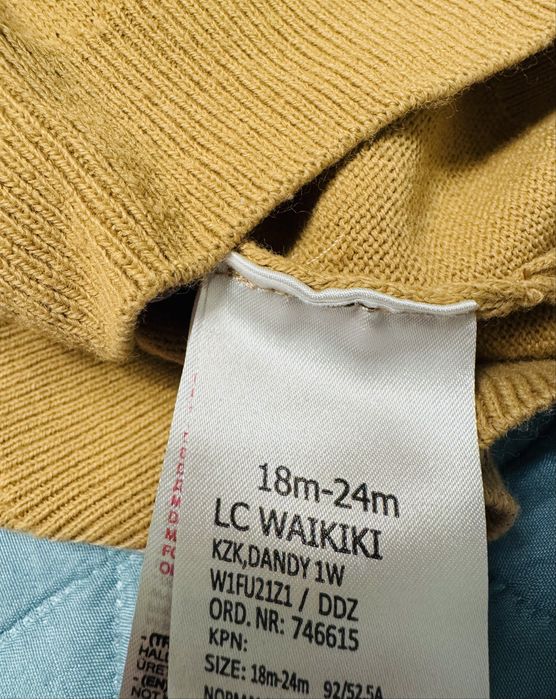 18m-24m
LC WAIKIKI
KZK,DANDY 1W
W1FU21Z1 / DDZ
ORD. NR: 746615
KPN:
SIZE: 18m-24m 92/52.5A